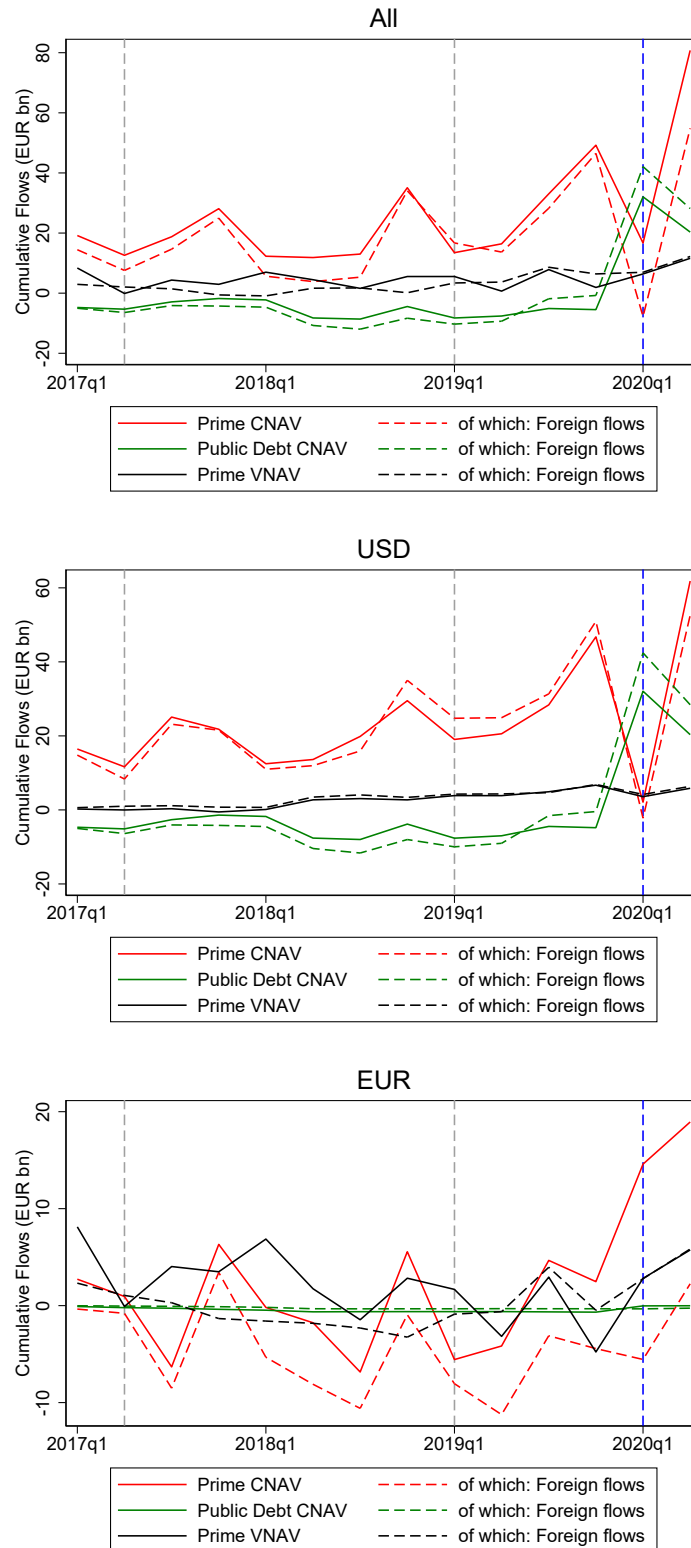 All
Cumulative Flows (EUR bn)
80
60
40
20
0
-20
2017q1 2018q1 2019q1 2020q1
Prime CNAV of which: Foreign flows
Public Debt CNAV of which: Foreign flows
Prime VNAV of which: Foreign flows
USD
Cumulative Flows (EUR bn)
60
40
20
0
-20
2017q1 2018q1 2019q1 2020q1
Prime CNAV of which: Foreign flows
Public Debt CNAV of which: Foreign flows
Prime VNAV of which: Foreign flows
EUR
Cumulative Flows (EUR bn)
20
10
0
-10
2017q1 2018q1 2019q1 2020q1
Prime CNAV of which: Foreign flows
Public Debt CNAV of which: Foreign flows
Prime VNAV of which: Foreign flows